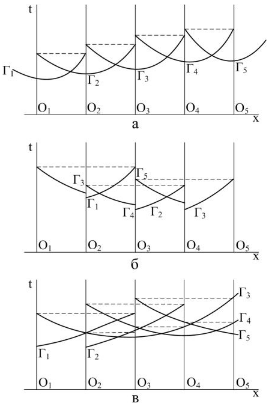 t
Γ₁ Γ₂ Γ₃ Γ₄ Γ₅
O₁ O₂ O₃ O₄ O₅
x
а
t
Γ₃ Γ₅
Γ₁ Γ₄ Γ₂ Γ₃
O₁ O₂ O₃ O₄ O₅
x
б
t
Γ₃
Γ₄
Γ₁ Γ₂ Γ₅
O₁ O₂ O₃ O₄ O₅
x
в